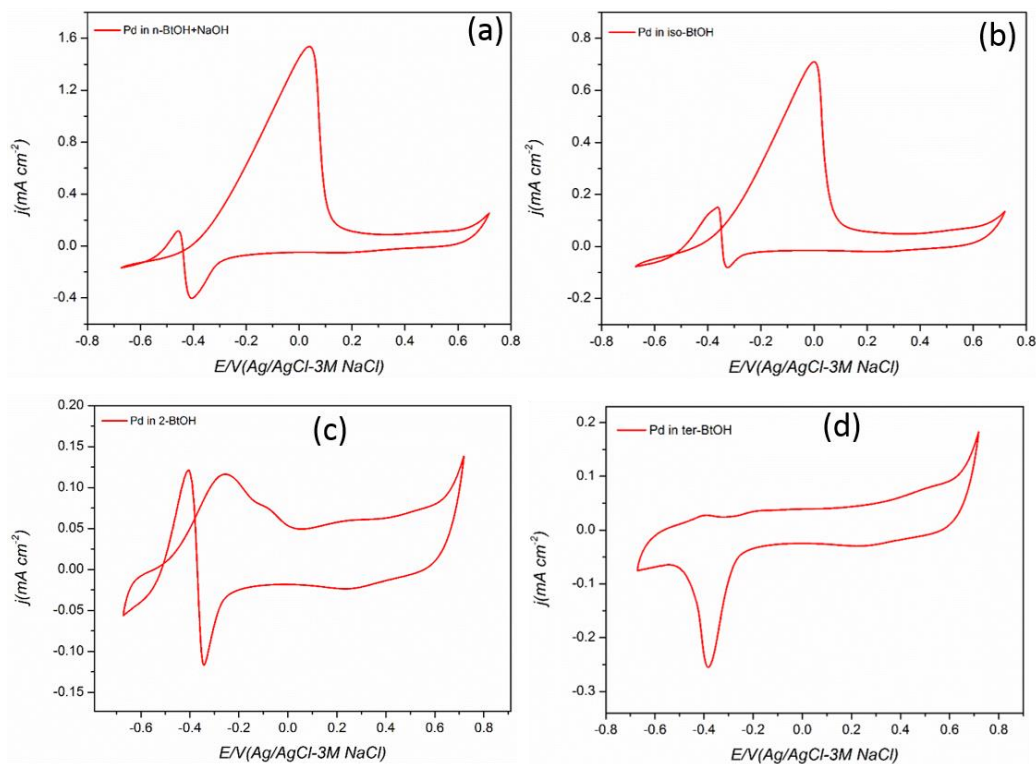 (a)
Pd in n-BtOH+NaOH
1.6
1.2
0.8
0.4
0.0
-0.4
j(mA cm⁻²)
-0.8 -0.6 -0.4 -0.2 0.0 0.2 0.4 0.6 0.8
E/V(Ag/AgCl-3M NaCl)
(b)
Pd in iso-BtOH
0.8
0.6
0.4
0.2
0.0
-0.2
j(mA cm⁻²)
-0.8 -0.6 -0.4 -0.2 0.0 0.2 0.4 0.6 0.8
E/V(Ag/AgCl-3M NaCl)
(c)
Pd in 2-BtOH
0.20
0.15
0.10
0.05
0.00
-0.05
-0.10
-0.15
j(mA cm⁻²)
-0.6 -0.4 -0.2 0.0 0.2 0.4 0.6 0.8
E/V(Ag/AgCl-3M NaCl)
(d)
Pd in ter-BtOH
0.2
0.1
0.0
-0.1
-0.2
-0.3
j(mA cm⁻²)
-0.8 -0.6 -0.4 -0.2 0.0 0.2 0.4 0.6 0.8
E/V(Ag/AgCl-3M NaCl)